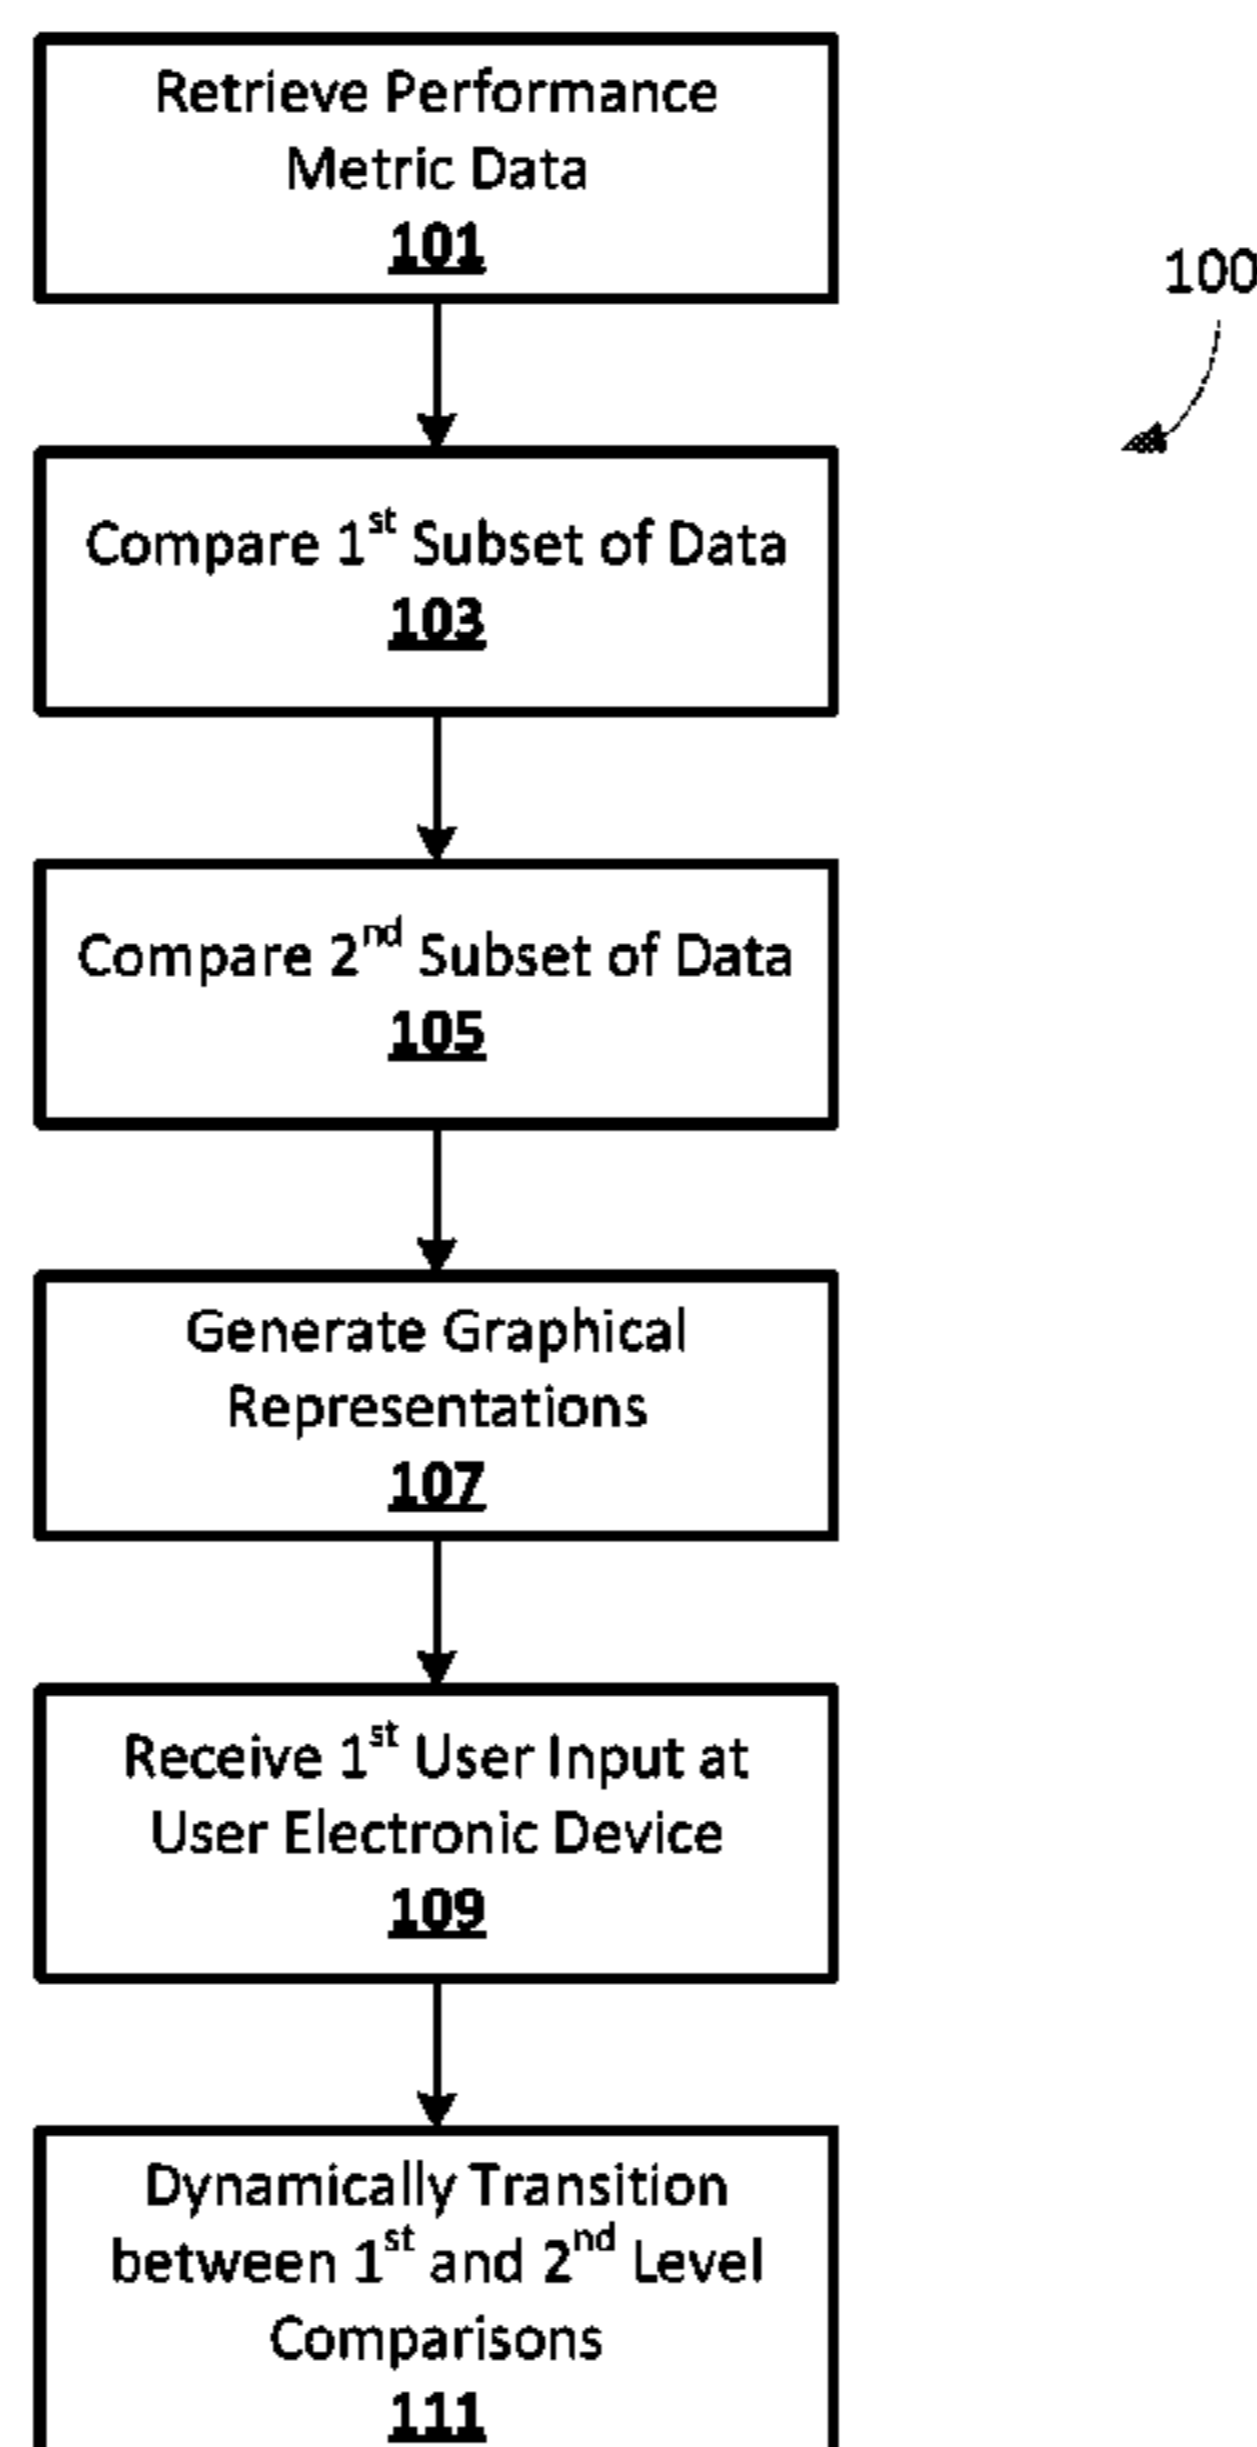 Retrieve Performance
Metric Data
101
100
Compare 1st Subset of Data
103
Compare 2nd Subset of Data
105
Generate Graphical
Representations
107
Receive 1st User Input at
User Electronic Device
109
Dynamically Transition
between 1st and 2nd Level
Comparisons
111